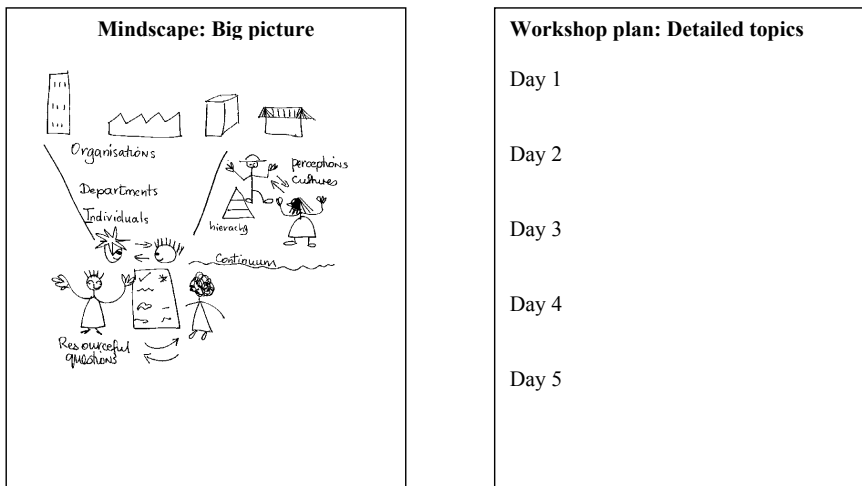 Mindscape: Big picture
Organisations
Departments
Individuals
perceptions
cultures
hierachy
Continuum
Resourceful
questions
Workshop plan: Detailed topics
Day 1
Day 2
Day 3
Day 4
Day 5